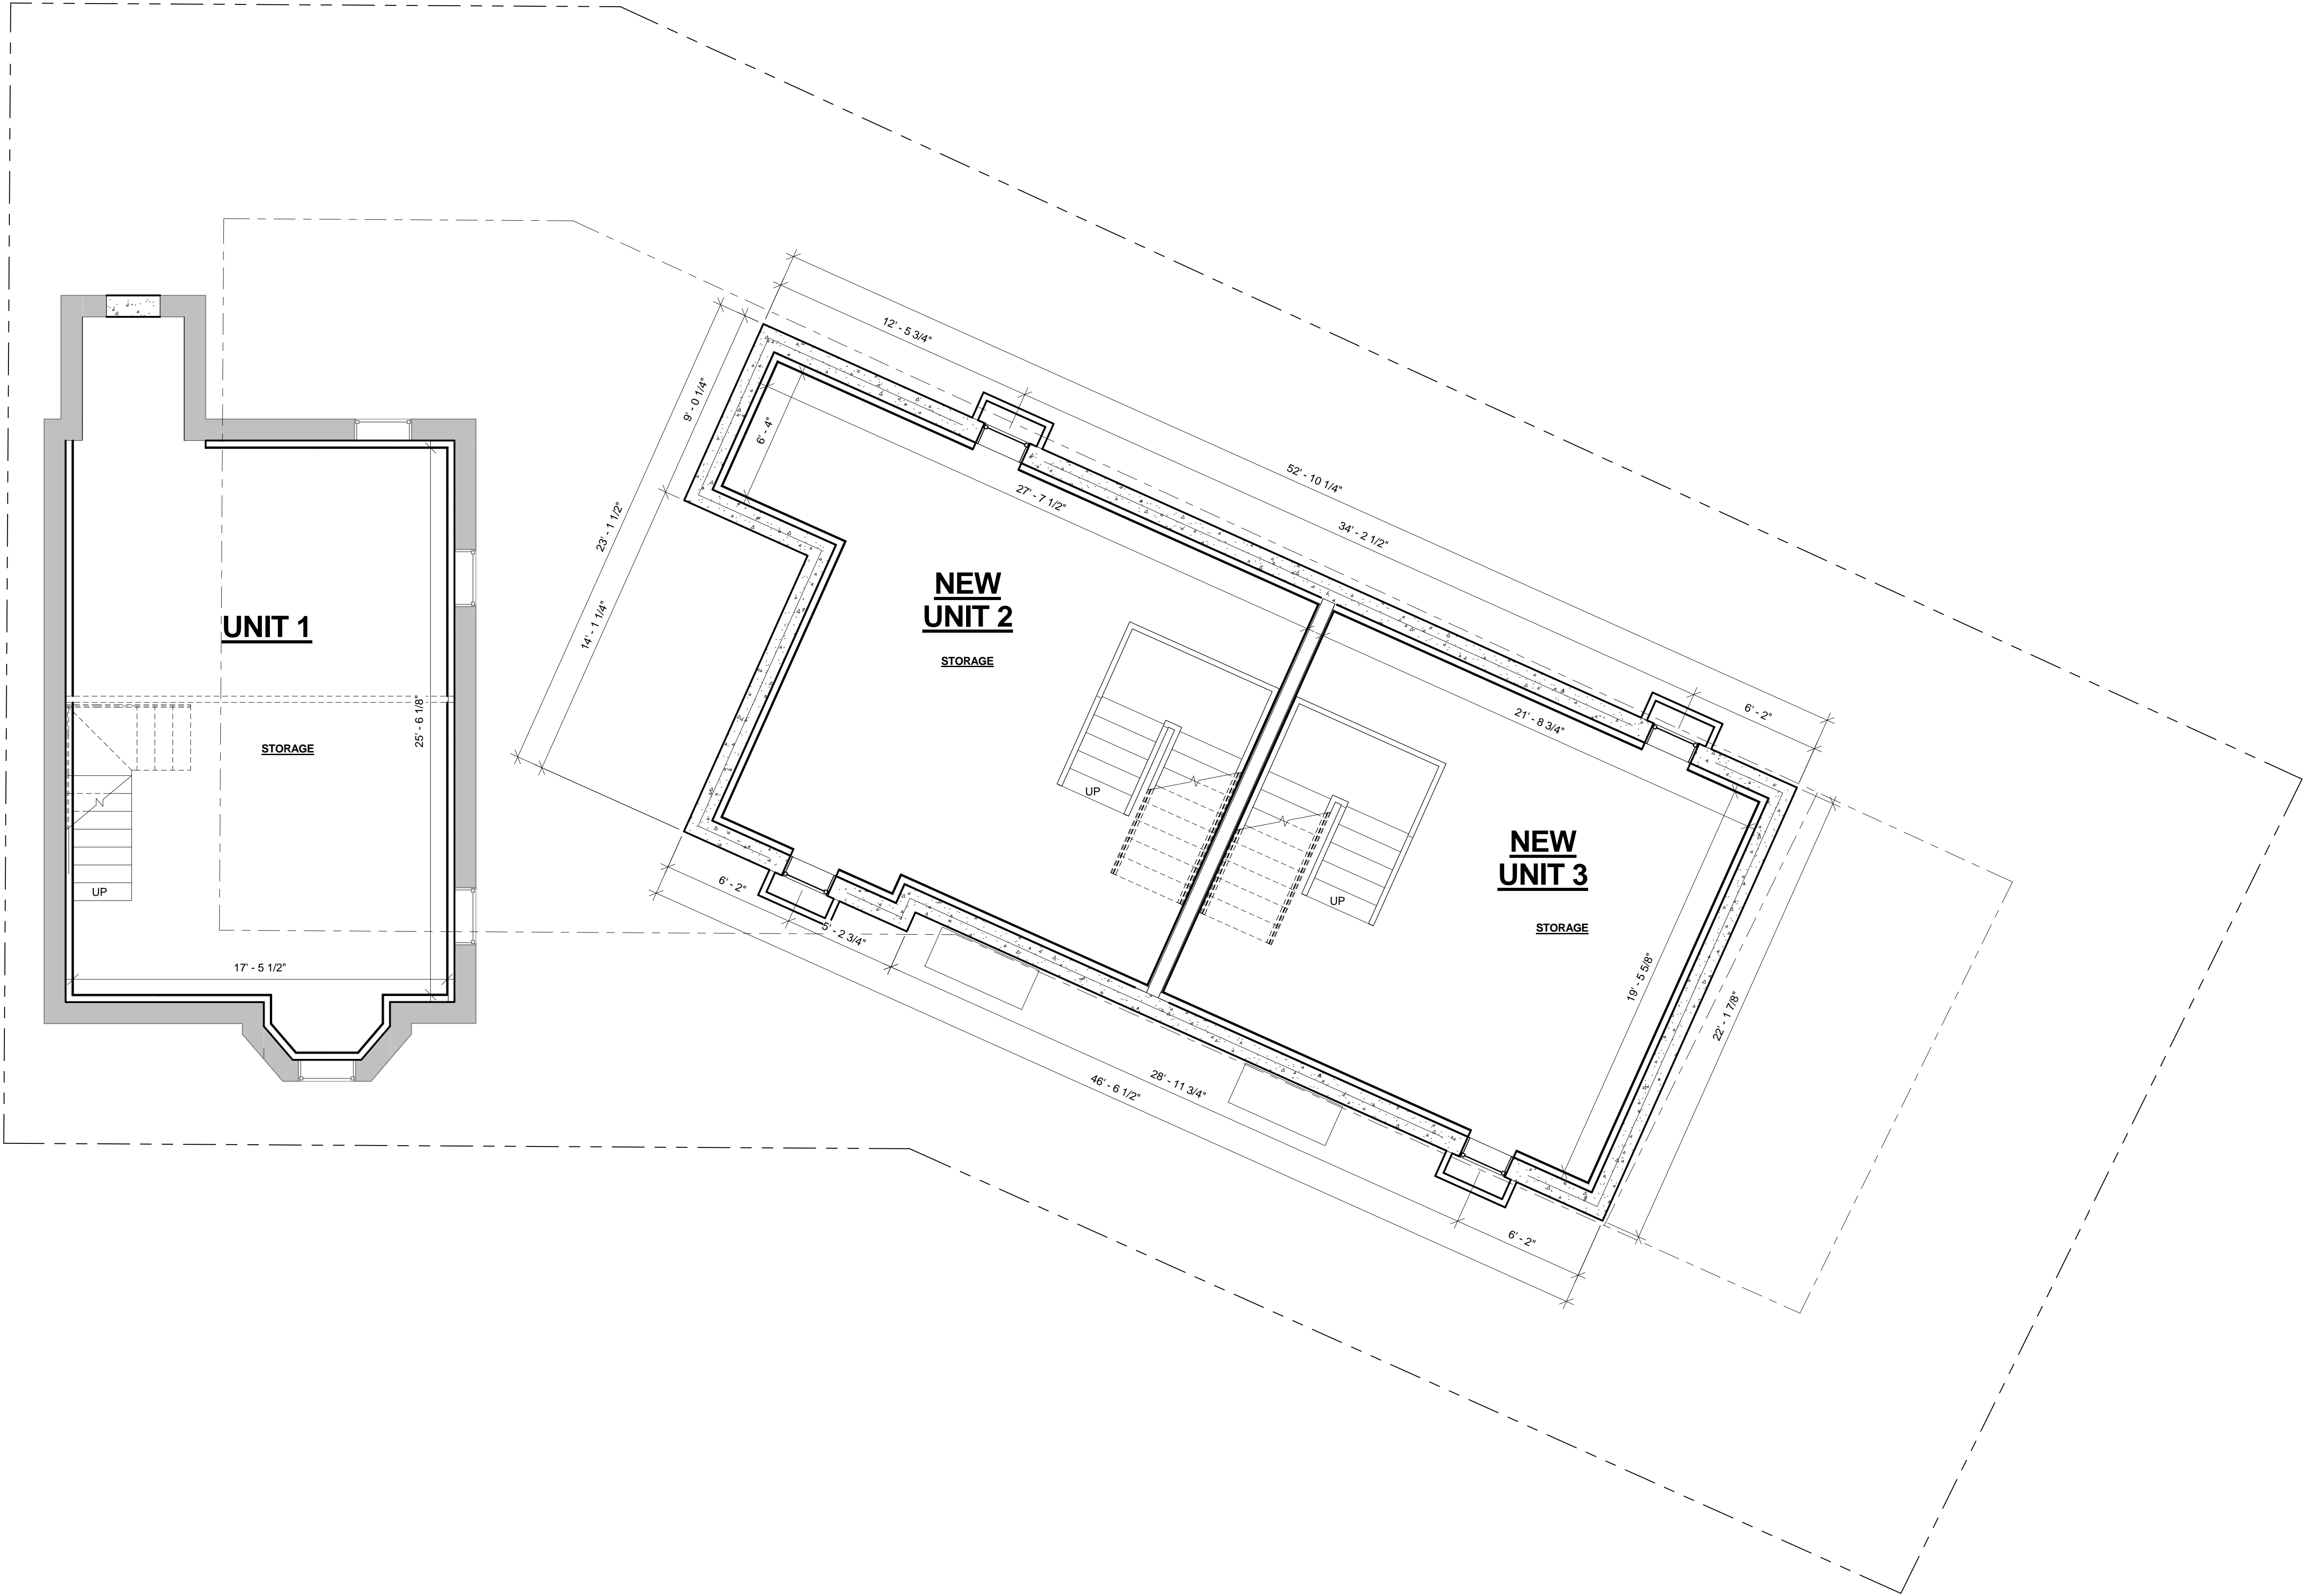 12' - 5 3/4"
9' - 0 1/4"
6' - 4"
52' - 10 1/4"
27' - 7 1/2"
34' - 2 1/2"
23' - 1 1/2"
14' - 1 1/4"
UNIT 1
NEW
UNIT 2
STORAGE
25' - 6 1/8"
STORAGE
UP
17' - 5 1/2"
UP
UP
21' - 8 3/4"
6' - 2"
NEW
UNIT 3
STORAGE
19' - 5 5/8"
22' - 1 7/8"
6' - 2"
5' - 2 3/4"
28' - 11 3/4"
46' - 6 1/2"
6' - 2"